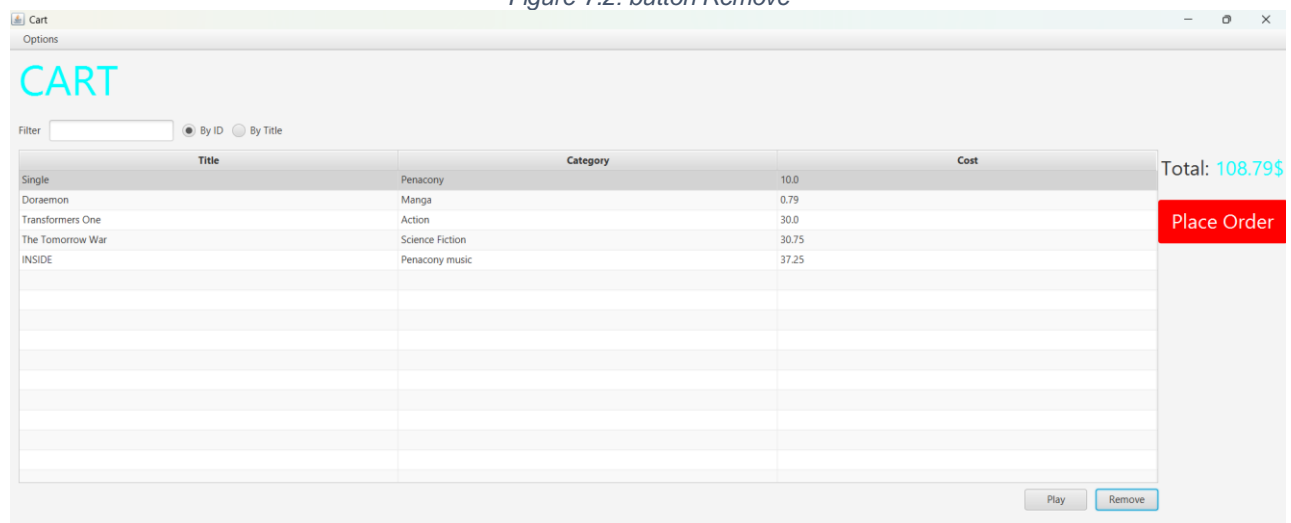 Figure 7.2: button Remove
Cart
Options
CART
Filter By ID By Title
Title Category Cost
Single Penacony 10.0
Doraemon Manga 0.79
Transformers One Action 30.0
The Tomorrow War Science Fiction 30.75
INSIDE Penacony music 37.25
Total: 108.79$
Place Order
Play Remove